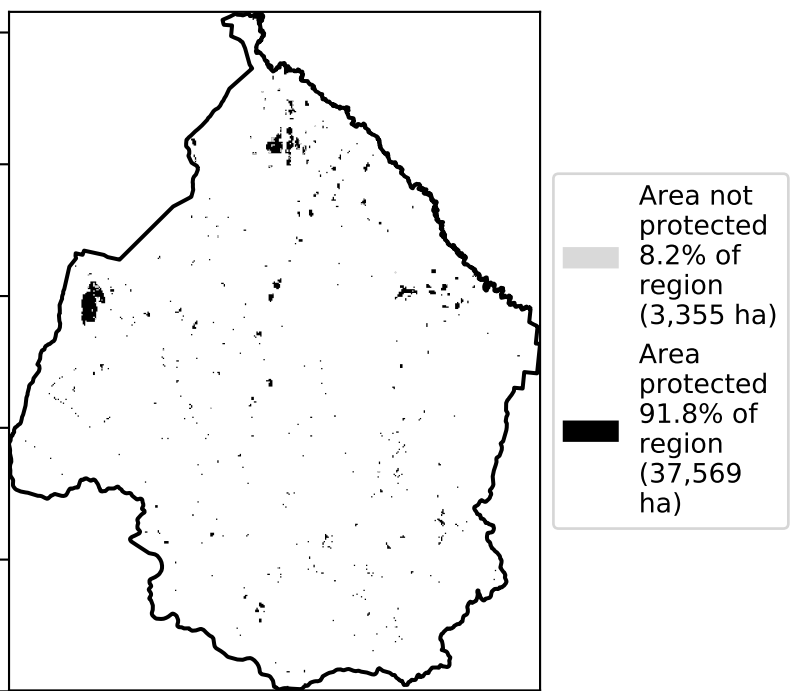 Area not
protected
8.2% of
region
(3,355 ha)
Area
protected
91.8% of
region
(37,569
ha)